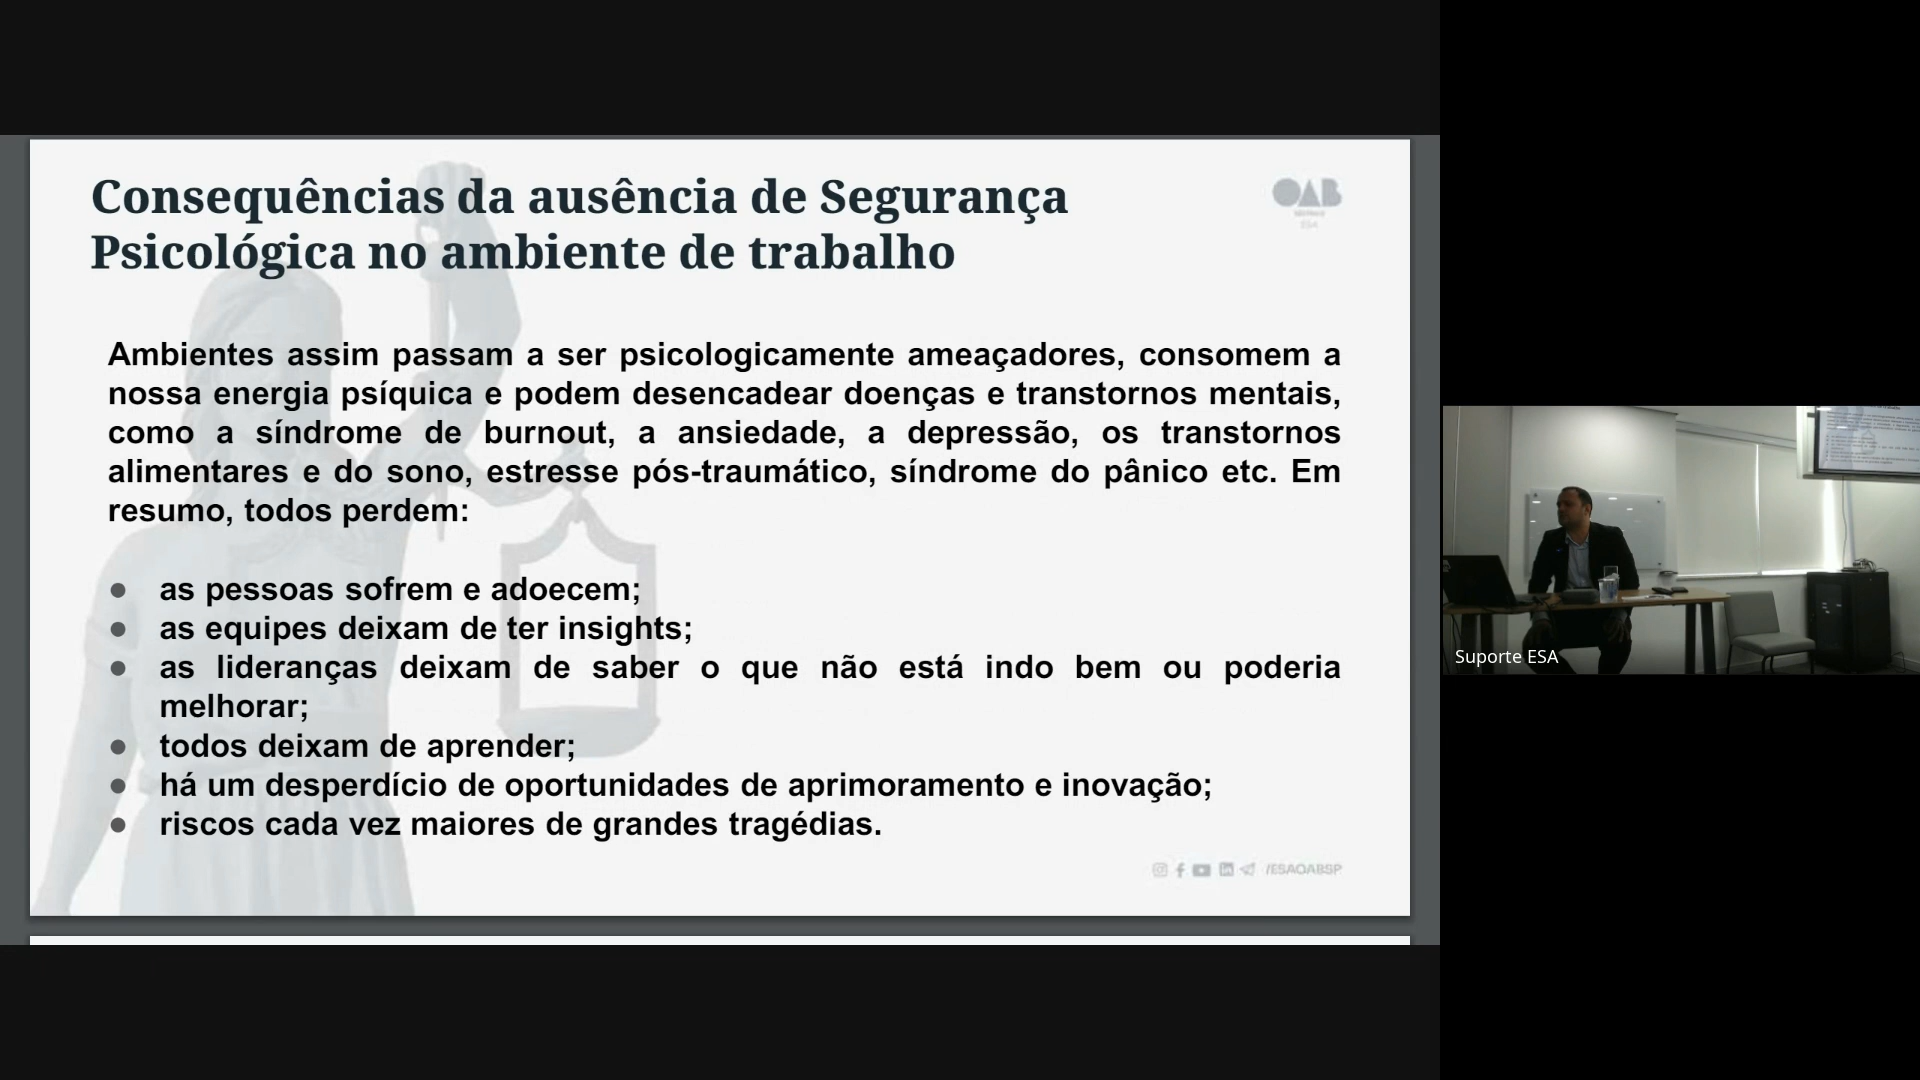 Consequências da ausência de Segurança
Psicológica no ambiente de trabalho
OAB
ESA
Ambientes assim passam a ser psicologicamente ameaçadores, consomem a
nossa energia psíquica e podem desencadear doenças e transtornos mentais,
como a síndrome de burnout, a ansiedade, a depressão, os transtornos
alimentares e do sono, estresse pós-traumático, síndrome do pânico etc. Em
resumo, todos perdem:
● as pessoas sofrem e adoecem;
● as equipes deixam de ter insights;
● as lideranças deixam de saber o que não está indo bem ou poderia
melhorar;
● todos deixam de aprender;
● há um desperdício de oportunidades de aprimoramento e inovação;
● riscos cada vez maiores de grandes tragédias.
/ESAOABSP
Suporte ESA